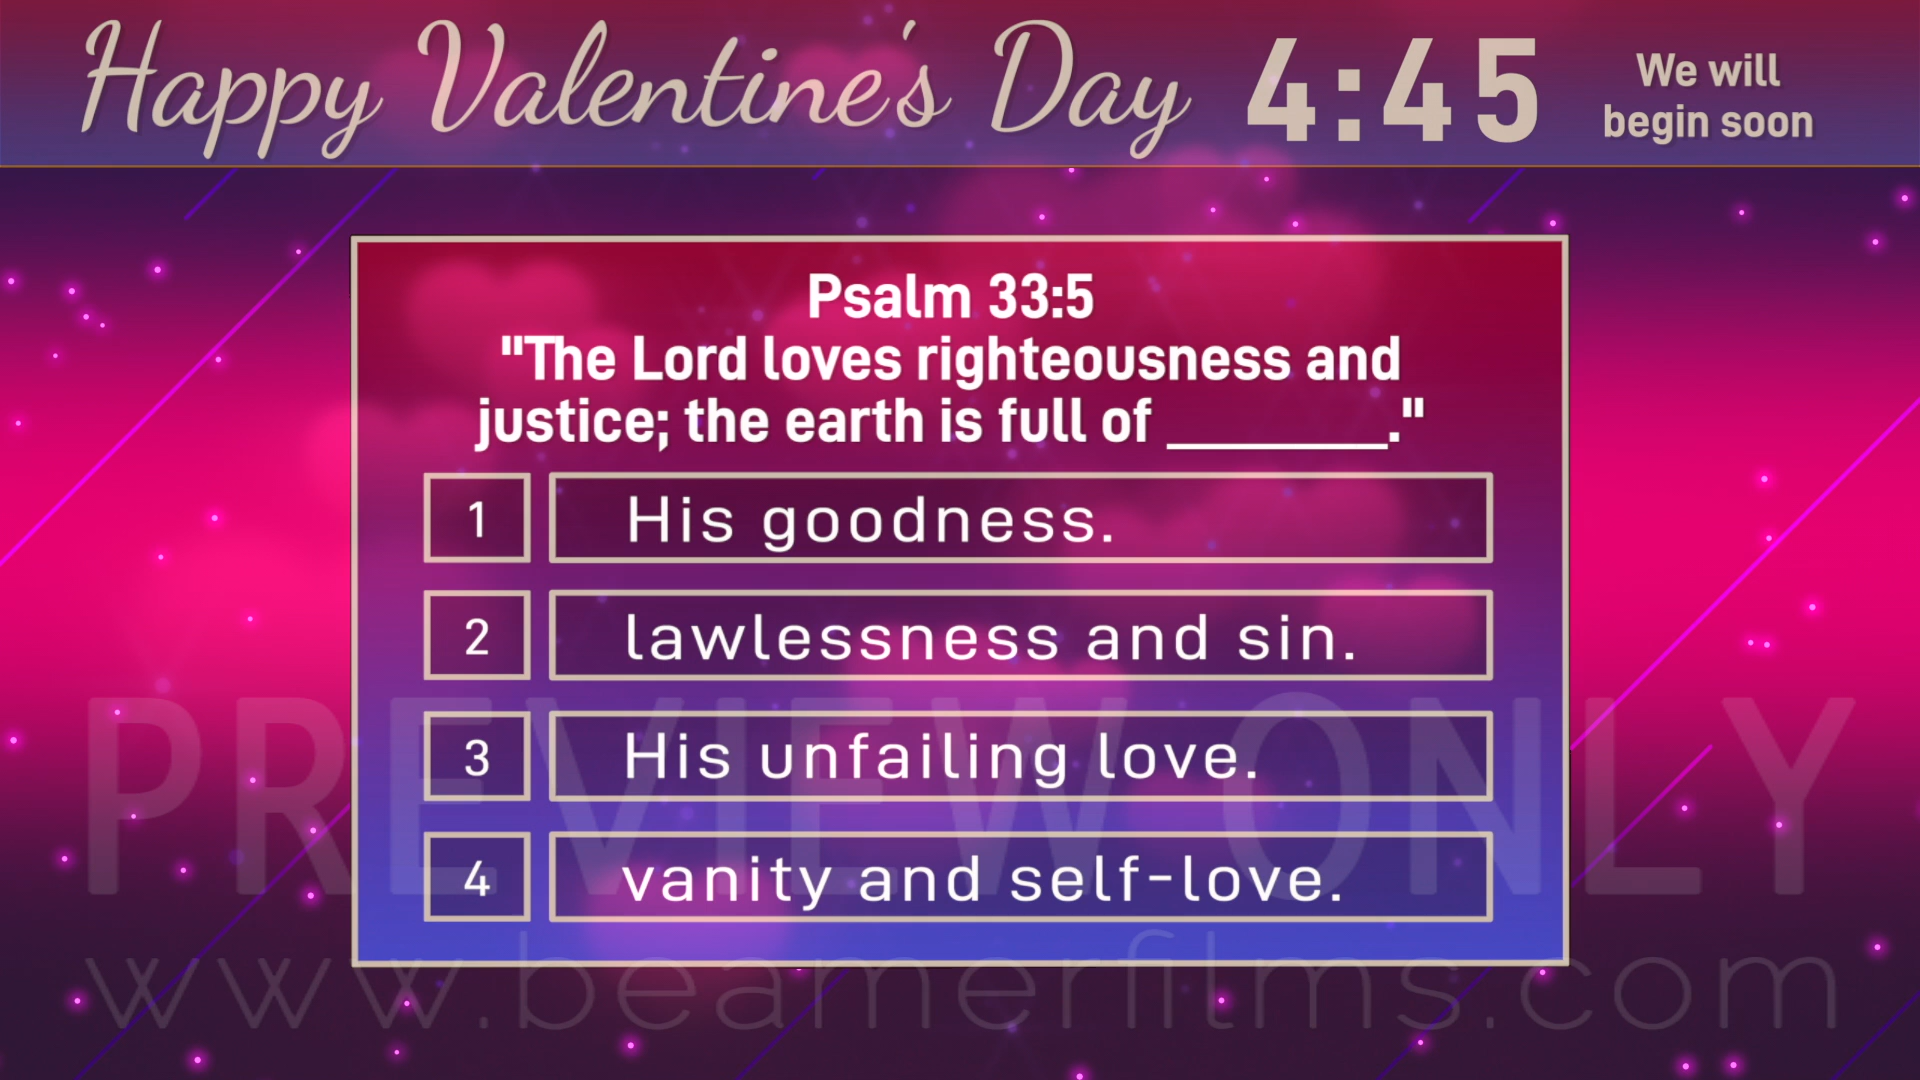 Happy Valentine's Day
4:45
We will
begin soon
Psalm 33:5
"The Lord loves righteousness and
justice; the earth is full of ________."
1 His goodness.
2 lawlessness and sin.
3 His unfailing love.
4 vanity and self-love.
PREVIEW ONLY
www.beamerfilms.com